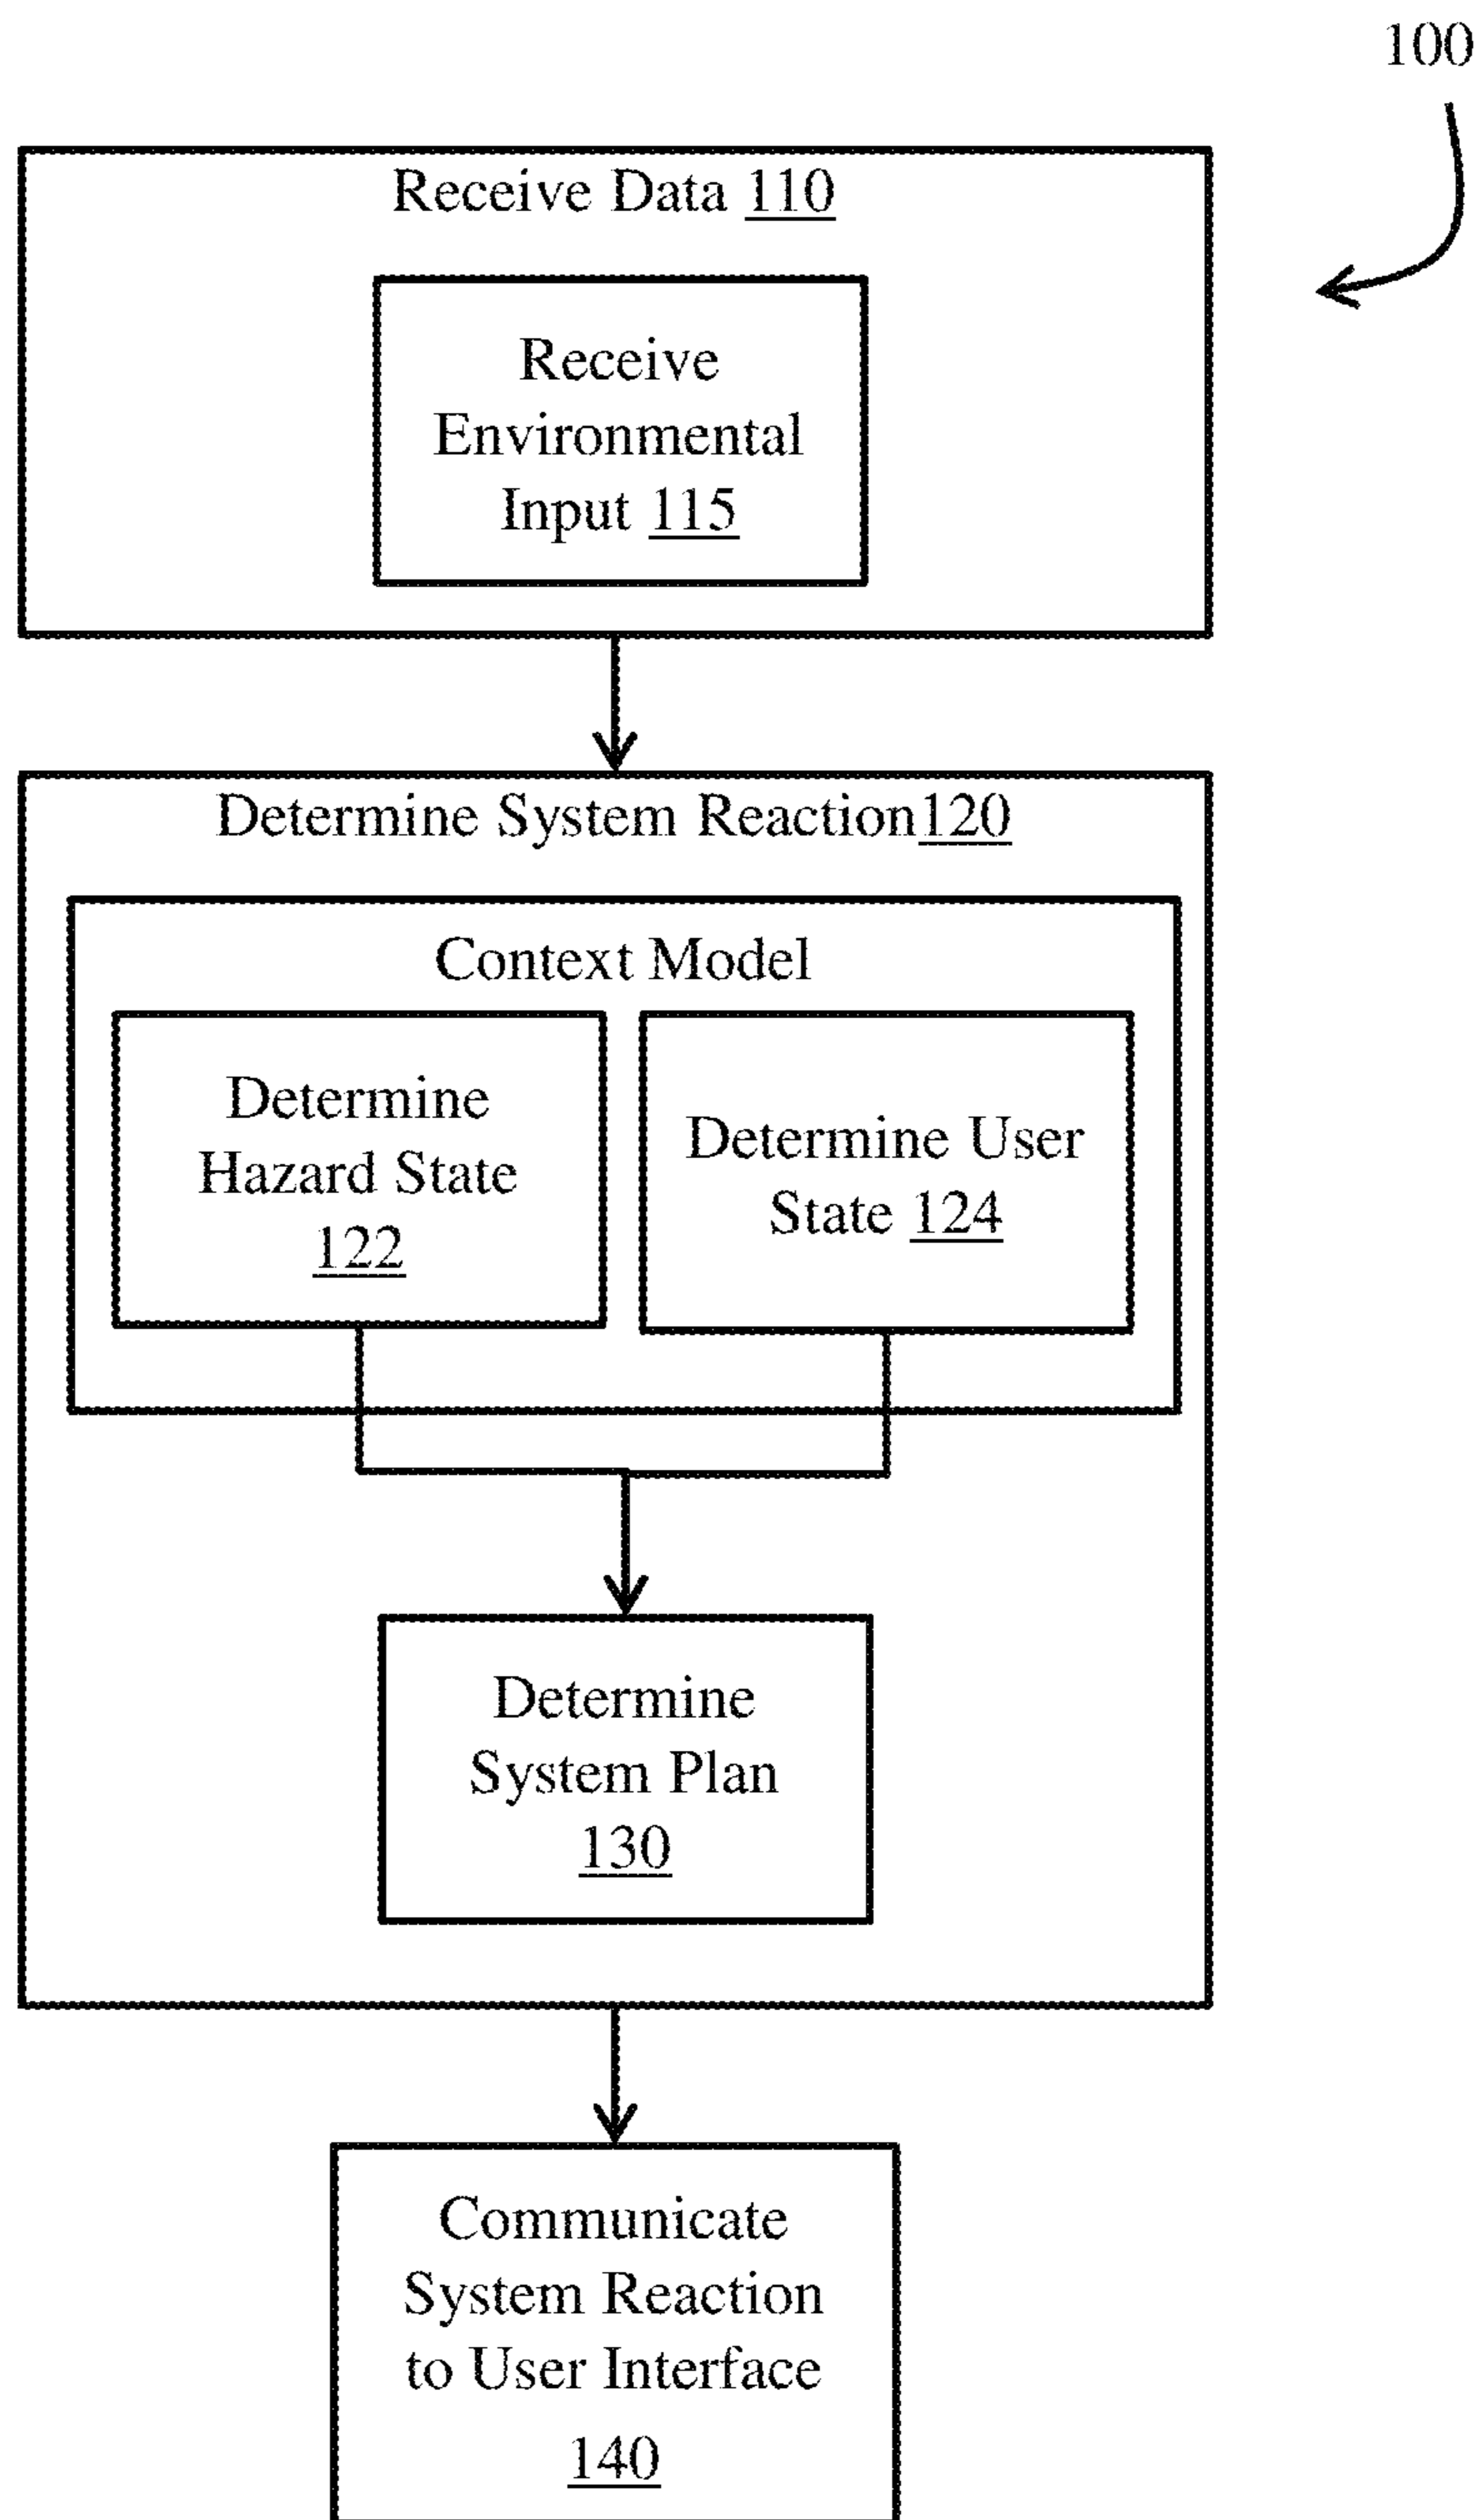 100
Receive Data 110
Receive
Environmental
Input 115
Determine System Reaction120
Context Model
Determine
Hazard State
122
Determine User
State 124
Determine
System Plan
130
Communicate
System Reaction
to User Interface
140